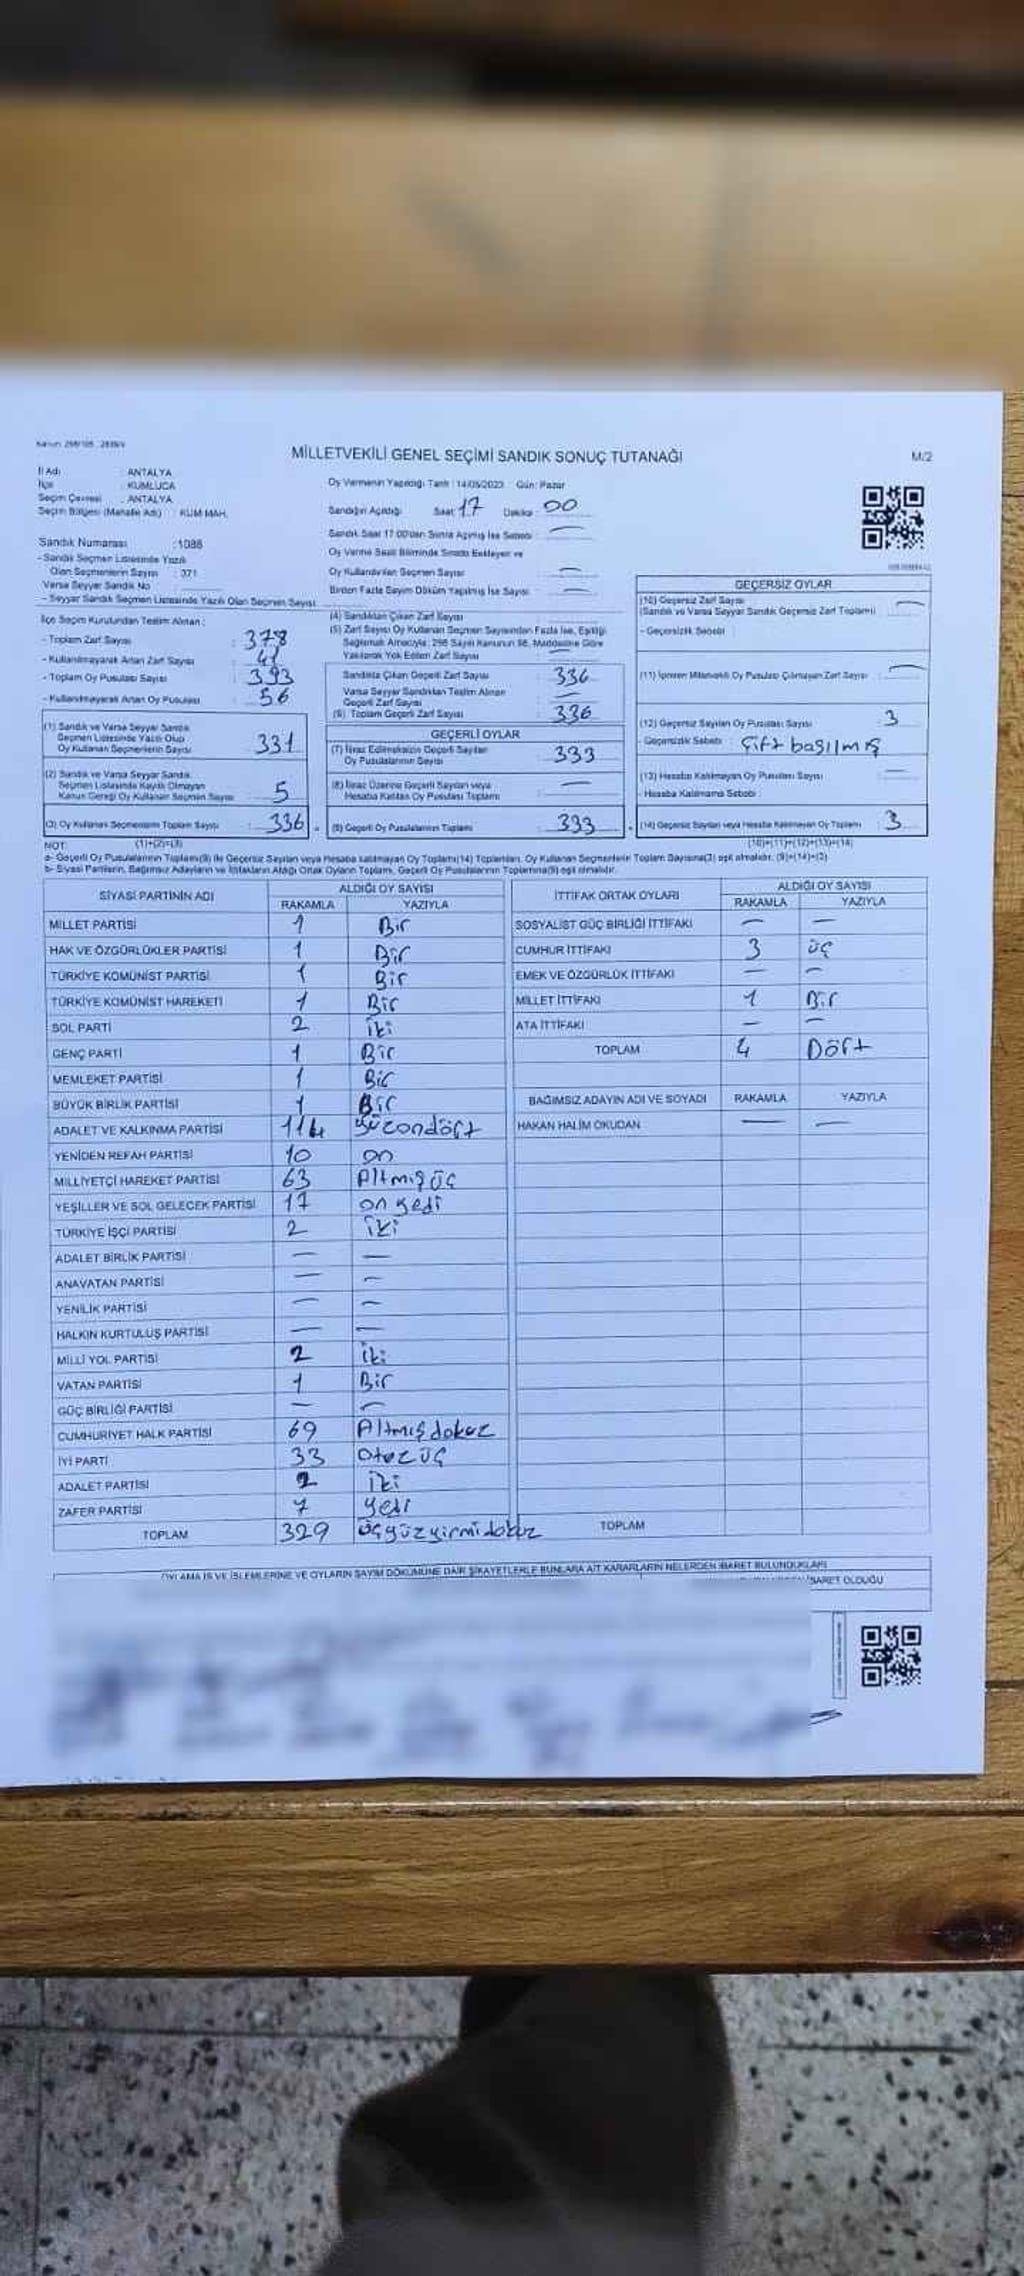 Kanun 298/105 2839/V
MİLLETVEKİLİ GENEL SEÇİMİ SANDIK SONUÇ TUTANAĞI
M/2
İl Adı : ANTALYA
İlçe : KUMLUCA
Seçim Çevresi : ANTALYA
Seçim Bölgesi (Mahalle Adı) : KUM MAH.
Oy Vermenin Yapıldığı Tarih : 14/05/2023 Gün: Pazar
Sandığın Açıldığı Saat 17 Dakika 00
Sandık Saat 17:00'dan Sonra Açılmış İse Sebebi : —
Oy Verme Saati Bitiminde Sırada Bekleyen ve
Oy Kullandırılan Seçmen Sayısı : —
Birden Fazla Sayım Döküm Yapılmış İse Sayısı : —
Sandık Numarası : 1088
- Sandık Seçmen Listesinde Yazılı
Olan Seçmenlerin Sayısı : 371
Varsa Seyyar Sandık No
- Seyyar Sandık Seçmen Listesinde Yazılı Olan Seçmen Sayısı
İlçe Seçim Kurulundan Teslim Alınan :
- Toplam Zarf Sayısı : 378
- Kullanılmayarak Artan Zarf Sayısı : 41
- Toplam Oy Pusulası Sayısı : 393
- Kullanılmayarak Artan Oy Pusulası : 56
(1) Sandık ve Varsa Seyyar Sandık
Seçmen Listesinde Yazılı Olup
Oy Kullanan Seçmenlerin Sayısı : 331
(2) Sandık ve Varsa Seyyar Sandık
Seçmen Listesinde Kayıtlı Olmayan
Kanun Gereği Oy Kullanan Seçmen Sayısı : 5
(3) Oy Kullanan Seçmenlerin Toplam Sayısı : 336
(1)+(2)=(3)
(4) Sandıktan Çıkan Zarf Sayısı :
(5) Zarf Sayısı Oy Kullanan Seçmen Sayısından Fazla İse, Eşitliği
Sağlamak Amacıyla; 298 Sayılı Kanunun 98. Maddesine Göre
Yakılarak Yok Edilen Zarf Sayısı : —
Sandıkta Çıkan Geçerli Zarf Sayısı : 336
Varsa Seyyar Sandıktan Teslim Alınan
Geçerli Zarf Sayısı : —
(6) Toplam Geçerli Zarf Sayısı : 336
GEÇERLİ OYLAR
(7) İtiraz Edilmeksizin Geçerli Sayılan
Oy Pusulalarının Sayısı : 333
(8) İtiraz Üzerine Geçerli Sayılan veya
Hesaba Katılan Oy Pusulası Toplamı : —
(9) Geçerli Oy Pusulalarının Toplamı : 333
GEÇERSİZ OYLAR
(10) Geçersiz Zarf Sayısı
(Sandık ve Varsa Seyyar Sandık Geçersiz Zarf Toplamı) : —
- Geçersizlik Sebebi :
(11) İçinden Milletvekili Oy Pusulası Çıkmayan Zarf Sayısı : —
(12) Geçersiz Sayılan Oy Pusulası Sayısı : 3
- Geçersizlik Sebebi : Çift basılmış
(13) Hesaba Katılmayan Oy Pusulası Sayısı : —
- Hesaba Katılmama Sebebi :
(14) Geçersiz Sayılan veya Hesaba Katılmayan Oy Toplamı : 3
(10)+(11)+(12)+(13)=(14)
NOT:
a- Geçerli Oy Pusulalarının Toplamı(9) ile Geçersiz Sayılan veya Hesaba katılmayan Oy Toplamı(14) Toplamları, Oy Kullanan Seçmenlerin Toplam Sayısına(3) eşit olmalıdır. (9)+(14)=(3)
b- Siyasi Partilerin, Bağımsız Adayların ve İttifakların Aldığı Ortak Oyların Toplamı, Geçerli Oy Pusulalarının Toplamına(9) eşit olmalıdır.
SİYASİ PARTİNİN ADI ALDIĞI OY SAYISI
RAKAMLA YAZIYLA
MİLLET PARTİSİ 1 Bir
HAK VE ÖZGÜRLÜKLER PARTİSİ 1 Bir
TÜRKİYE KOMÜNİST PARTİSİ 1 Bir
TÜRKİYE KOMÜNİST HAREKETİ 1 Bir
SOL PARTİ 2 iki
GENÇ PARTİ 1 Bir
MEMLEKET PARTİSİ 1 Bir
BÜYÜK BİRLİK PARTİSİ 1 Bir
ADALET VE KALKINMA PARTİSİ 114 yüzondört
YENİDEN REFAH PARTİSİ 10 on
MİLLİYETÇİ HAREKET PARTİSİ 63 Altmış üç
YEŞİLLER VE SOL GELECEK PARTİSİ 17 on yedi
TÜRKİYE İŞÇİ PARTİSİ 2 iki
ADALET BİRLİK PARTİSİ — —
ANAVATAN PARTİSİ — —
YENİLİK PARTİSİ — —
HALKIN KURTULUŞ PARTİSİ — —
MİLLİ YOL PARTİSİ 2 iki
VATAN PARTİSİ 1 Bir
GÜÇ BİRLİĞİ PARTİSİ — —
CUMHURİYET HALK PARTİSİ 69 Altmış dokuz
İYİ PARTİ 33 Otuz üç
ADALET PARTİSİ 2 iki
ZAFER PARTİSİ 7 yedi
TOPLAM 329 üçyüzyirmidokuz
İTTİFAK ORTAK OYLARI ALDIĞI OY SAYISI
RAKAMLA YAZIYLA
SOSYALİST GÜÇ BİRLİĞİ İTTİFAKI — —
CUMHUR İTTİFAKI 3 üç
EMEK VE ÖZGÜRLÜK İTTİFAKI — —
MİLLET İTTİFAKI 1 Bir
ATA İTTİFAKI — —
TOPLAM 4 Dört
BAĞIMSIZ ADAYIN ADI VE SOYADI RAKAMLA YAZIYLA
HAKAN HALİM OKUDAN — —
TOPLAM
OYLAMA İŞ VE İŞLEMLERİNE VE OYLARIN SAYIM DÖKÜMÜNE DAİR ŞİKAYETLERLE BUNLARA AİT KARARLARIN NELERDEN İBARET BULUNDUKLARI
İBARET OLDUĞU